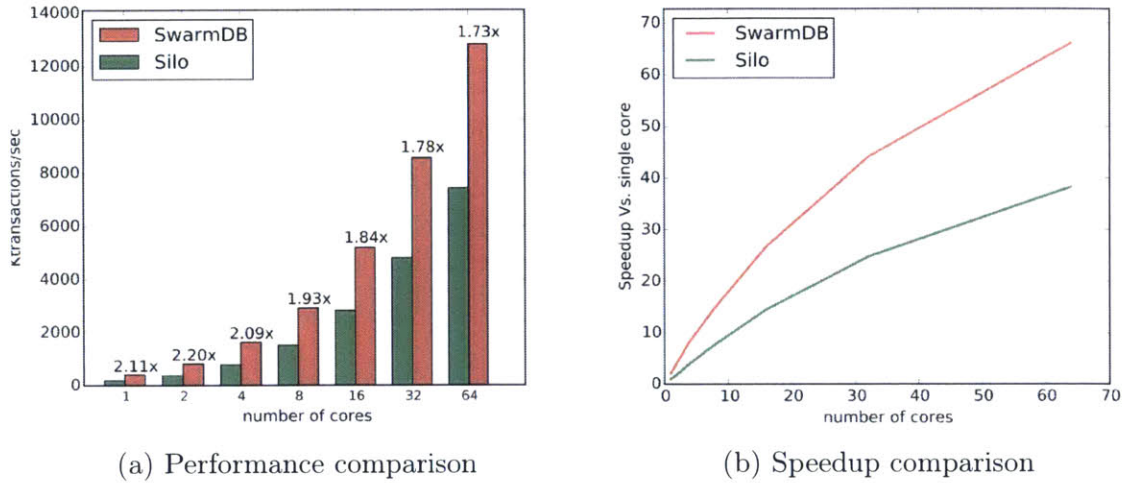 14000
12000
10000
8000
6000
4000
2000
0
Ktransactions/sec
SwarmDB
Silo
2.11x
2.20x
2.09x
1.93x
1.84x
1.78x
1.73x
1 2 4 8 16 32 64
number of cores
(a) Performance comparison
70
60
50
40
30
20
10
0
Speedup Vs. single core
SwarmDB
Silo
0 10 20 30 40 50 60 70
number of cores
(b) Speedup comparison